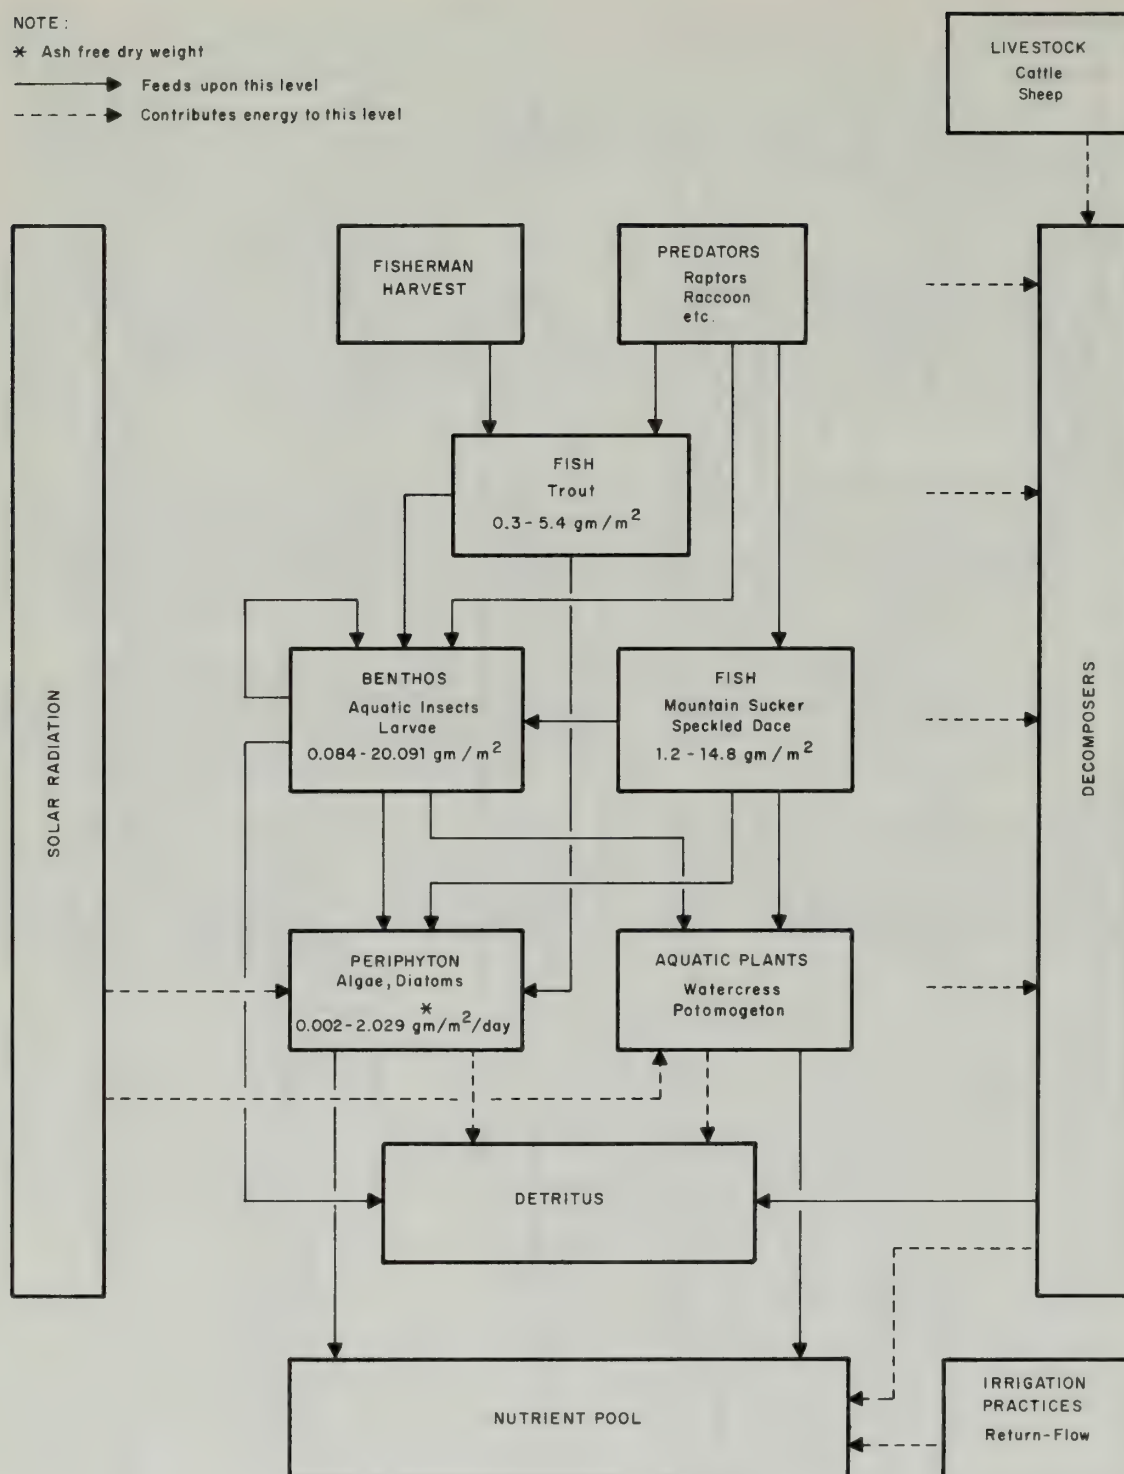 NOTE :
* Ash free dry weight
Feeds upon this level
Contributes energy to this level
LIVESTOCK
Cattle
Sheep
FISHERMAN
HARVEST
PREDATORS
Raptors
Raccoon
etc.
FISH
Trout
0.3 - 5.4 gm/m²
SOLAR RADIATION
BENTHOS
Aquatic Insects
Larvae
0.084 - 20.091 gm/m²
FISH
Mountain Sucker
Speckled Dace
1.2 - 14.8 gm/m²
DECOMPOSERS
PERIPHYTON
Algae, Diatoms
*
0.002-2.029 gm/m²/day
AQUATIC PLANTS
Watercress
Potomogeton
DETRITUS
NUTRIENT POOL
IRRIGATION
PRACTICES
Return-Flow